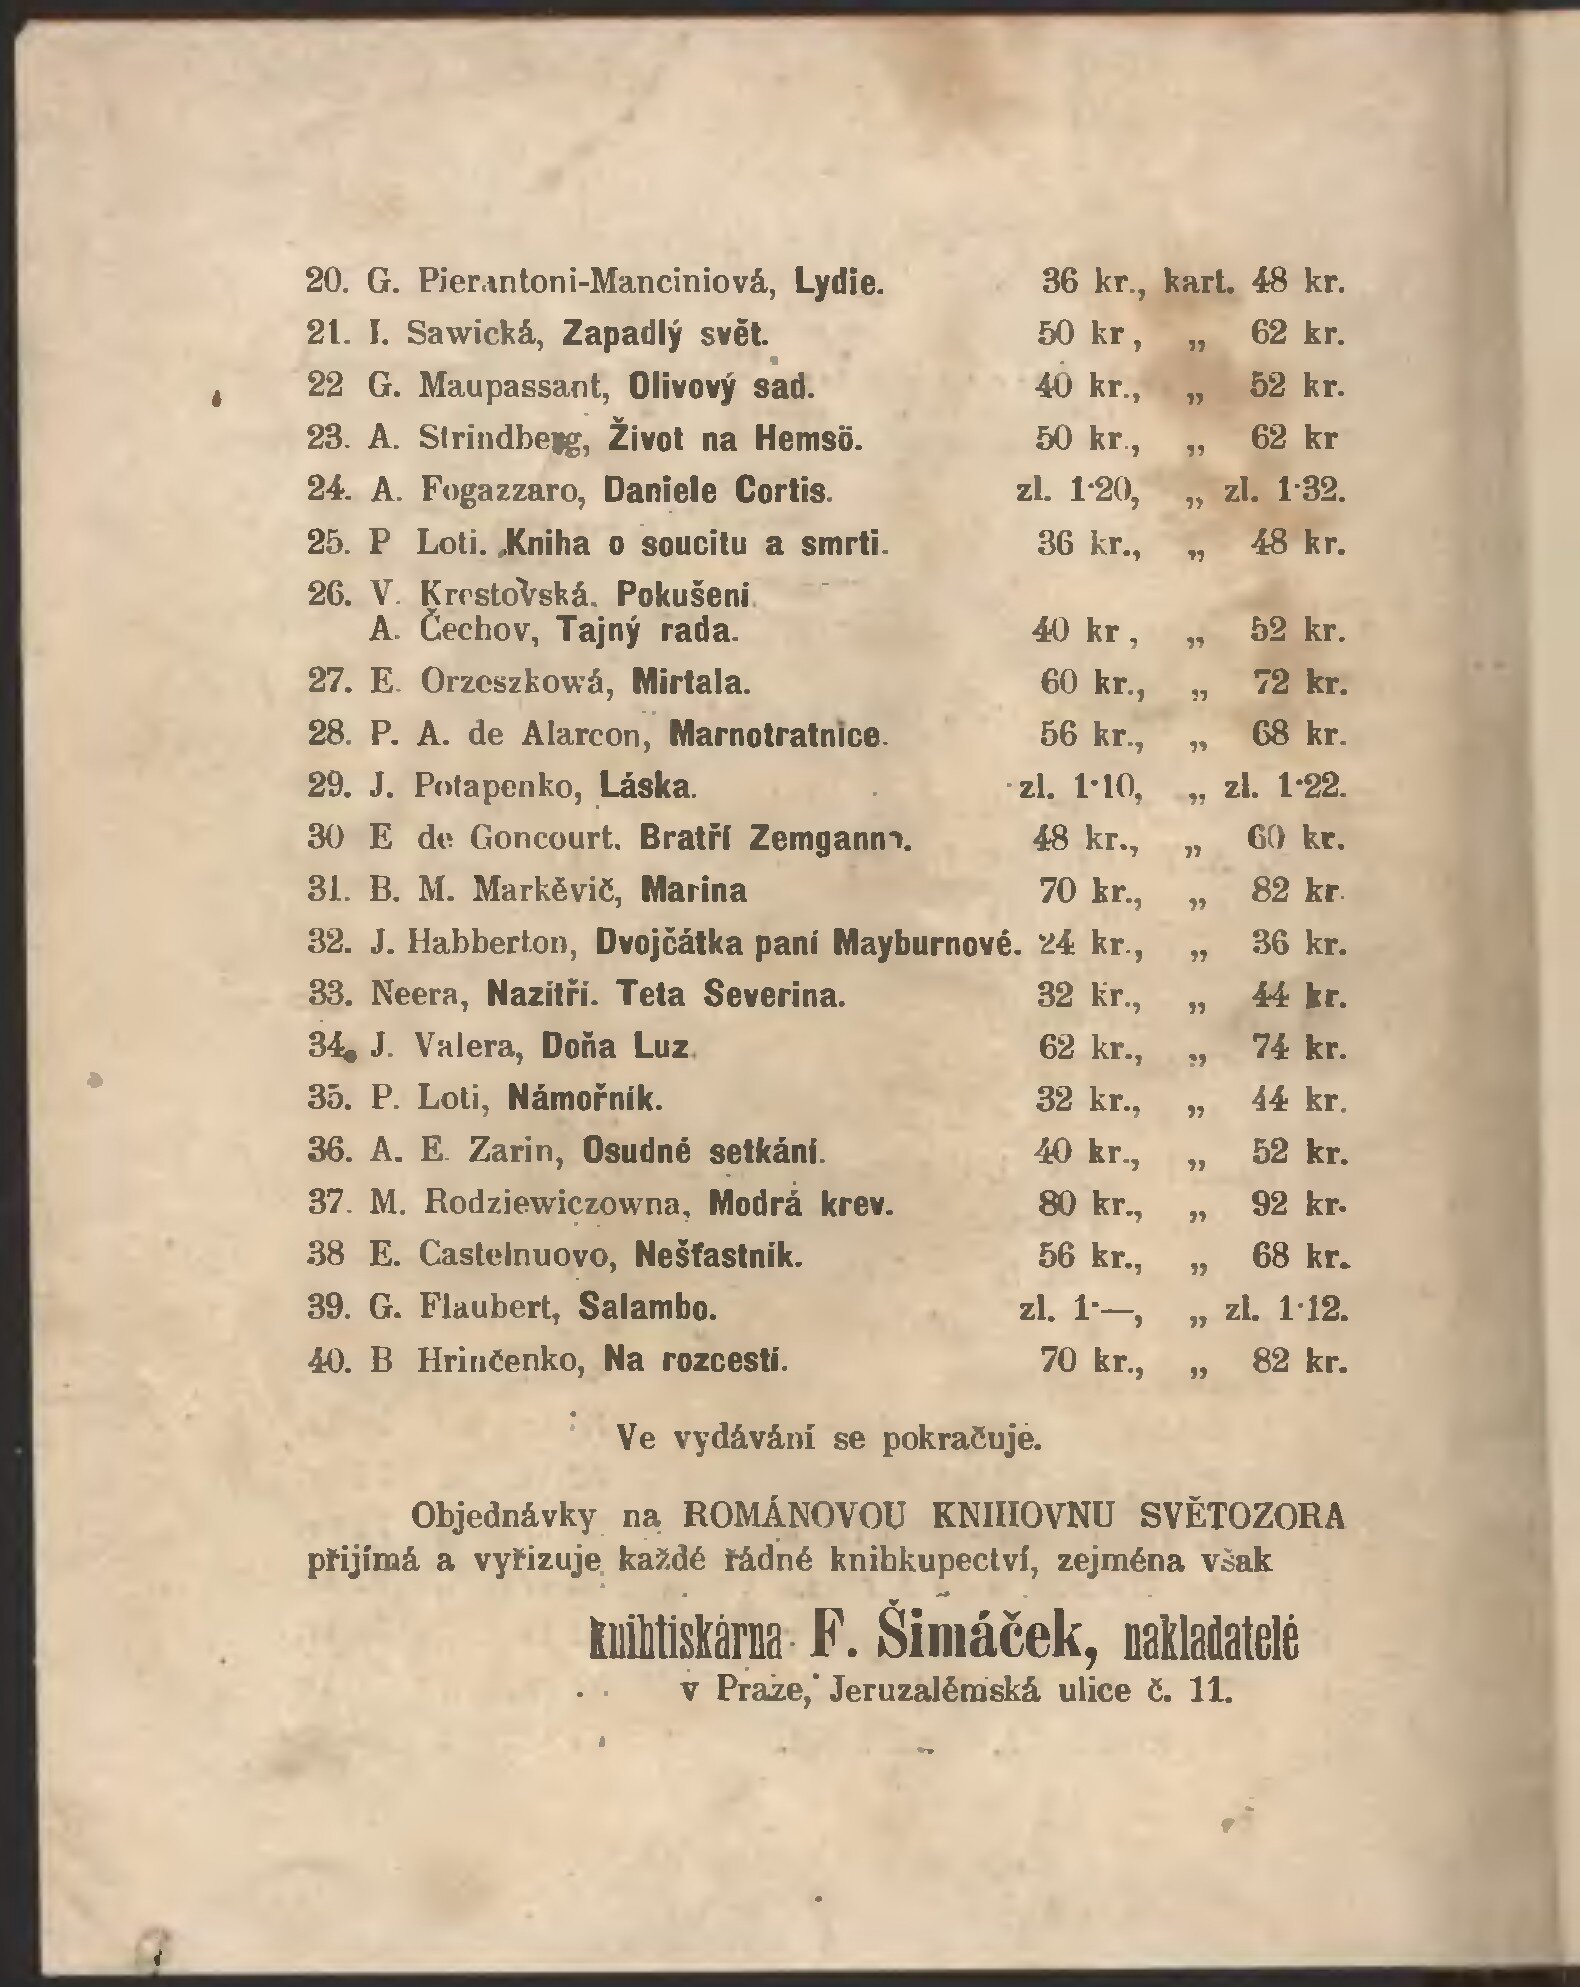 20. G. Pierantoni-Manciniová, Lydie. 36 kr., kart. 48 kr.
21. I. Sawická, Zapadlý svět. 50 kr , „ 62 kr.
22 G. Maupassant, Olivový sad. 40 kr., „ 52 kr.
23. A. Strindberg, Život na Hemsö. 50 kr., „ 62 kr
24. A. Fogazzaro, Daniele Cortis. zl. 1·20, „ zl. 1·32.
25. P Loti. Kniha o soucitu a smrti. 36 kr., „ 48 kr.
26. V. Krestovská. Pokušení.
A. Čechov, Tajný rada. 40 kr , „ 52 kr.
27. E. Orzeszkowá, Mirtala. 60 kr., „ 72 kr.
28. P. A. de Alarcon, Marnotratnice. 56 kr., „ 68 kr.
29. J. Potapenko, Láska. zl. 1·10, „ zl. 1·22.
30 E de Goncourt. Bratří Zemganno. 48 kr., „ 60 kr.
31. B. M. Markěvič, Marina 70 kr., „ 82 kr.
32. J. Habberton, Dvojčátka paní Mayburnové. 24 kr., „ 36 kr.
33. Neera, Nazítří. Teta Severina. 32 kr., „ 44 kr.
34. J. Valera, Doňa Luz. 62 kr., „ 74 kr.
35. P. Loti, Námořník. 32 kr., „ 44 kr.
36. A. E. Zarin, Osudné setkání. 40 kr., „ 52 kr.
37. M. Rodziewiczowna, Modrá krev. 80 kr., „ 92 kr.
38 E. Castelnuovo, Nešťastník. 56 kr., „ 68 kr.
39. G. Flaubert, Salambo. zl. 1·—, „ zl. 1·12.
40. B Hrinčenko, Na rozcestí. 70 kr., „ 82 kr.
Ve vydávání se pokračuje.
Objednávky na ROMÁNOVOU KNIHOVNU SVĚTOZORA
přijímá a vyřizuje každé řádné knihkupectví, zejména však
knihtiskárna F. Šimáček, nakladatelé
v Praze, Jeruzalémská ulice č. 11.